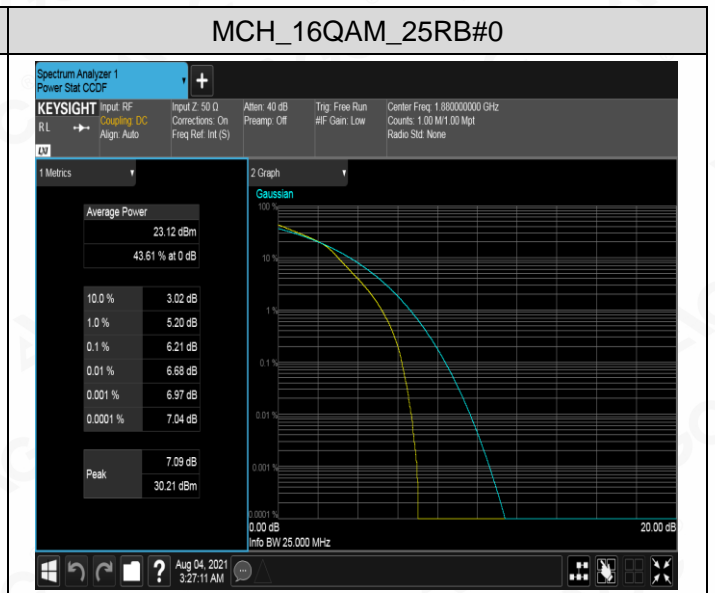 MCH_16QAM_25RB#0
Spectrum Analyzer 1
Power Stat CCDF
+
KEYSIGHT
RL
Input: RF
Coupling: DC
Align: Auto
Input Z: 50 Ω
Corrections: On
Freq Ref: Int (S)
Atten: 40 dB
Preamp: Off
Trig: Free Run
#IF Gain: Low
Center Freq: 1.880000000 GHz
Counts: 1.00 M/1.00 Mpt
Radio Std: None
1 Metrics
Average Power
23.12 dBm
43.61 % at 0 dB
10.0 % 3.02 dB
1.0 % 5.20 dB
0.1 % 6.21 dB
0.01 % 6.68 dB
0.001 % 6.97 dB
0.0001 % 7.04 dB
Peak
7.09 dB
30.21 dBm
2 Graph
Gaussian
100 %
10 %
1 %
0.1 %
0.01 %
0.001 %
0.0001 %
0.00 dB 20.00 dB
Info BW 25.000 MHz
?
Aug 04, 2021
3:27:11 AM